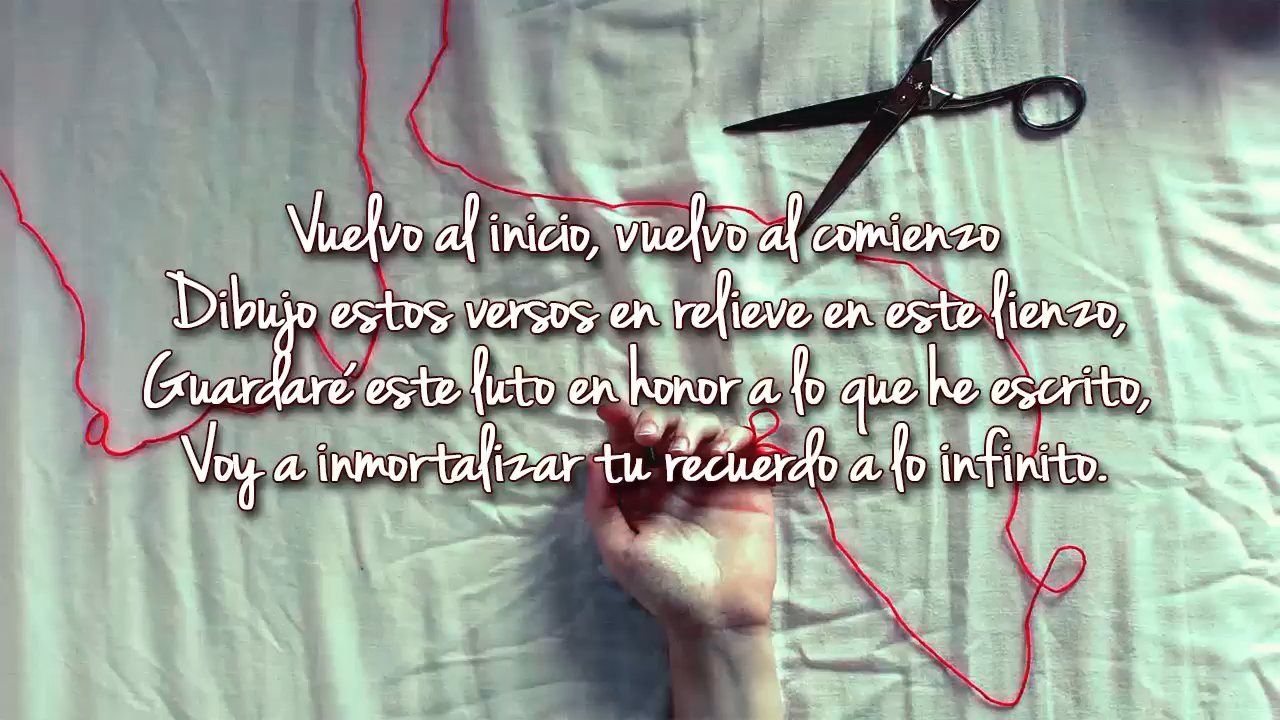 Vuelvo al inicio, vuelvo al comienzo
Dibujo estos versos en relieve en este lienzo,
Guardaré este luto en honor a lo que he escrito,
Voy a inmortalizar tu recuerdo a lo infinito.